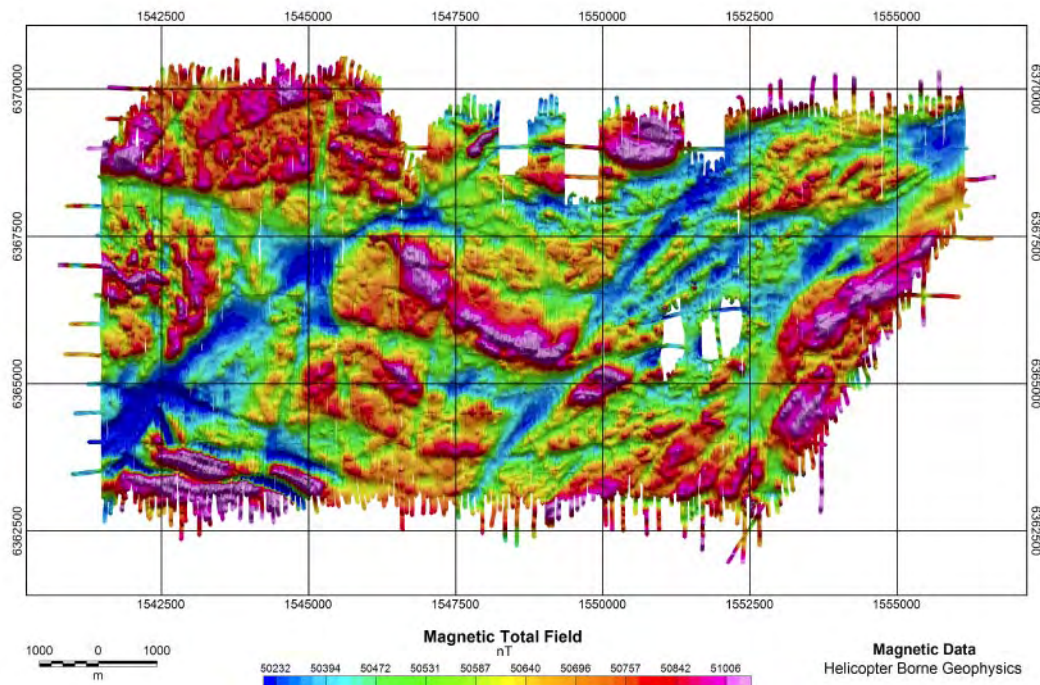 1542500 1545000 1547500 1550000 1552500 1555000
6370000 6370000
6367500 6367500
6365000 6365000
6362500 6362500
1542500 1545000 1547500 1550000 1552500 1555000
Magnetic Total Field
nT
1000 0 1000
m
50232 50394 50472 50531 50587 50640 50696 50757 50842 51006
Magnetic Data
Helicopter Borne Geophysics